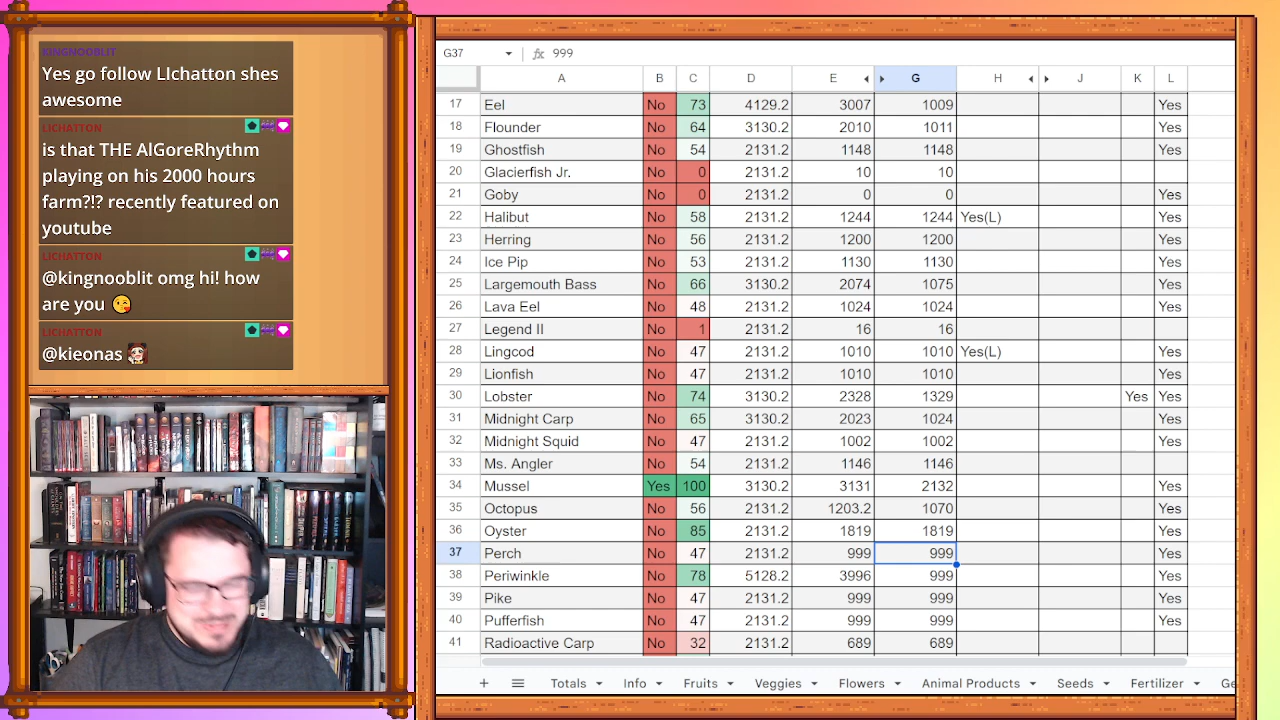 KINGNOOBLIT
Yes go follow LIchatton shes
awesome
LICHATTON
is that THE AlGoreRhythm
playing on his 2000 hours
farm?!? recently featured on
youtube
LICHATTON
@kingnooblit omg hi! how
are you 😘
LICHATTON
@kieonas
G37 fx 999
A B C D E G H J K L
17 Eel No 73 4129.2 3007 1009 Yes
18 Flounder No 64 3130.2 2010 1011 Yes
19 Ghostfish No 54 2131.2 1148 1148 Yes
20 Glacierfish Jr. No 0 2131.2 10 10
21 Goby No 0 2131.2 0 0 Yes
22 Halibut No 58 2131.2 1244 1244 Yes(L) Yes
23 Herring No 56 2131.2 1200 1200 Yes
24 Ice Pip No 53 2131.2 1130 1130 Yes
25 Largemouth Bass No 66 3130.2 2074 1075 Yes
26 Lava Eel No 48 2131.2 1024 1024 Yes
27 Legend II No 1 2131.2 16 16
28 Lingcod No 47 2131.2 1010 1010 Yes(L) Yes
29 Lionfish No 47 2131.2 1010 1010 Yes
30 Lobster No 74 3130.2 2328 1329 Yes Yes
31 Midnight Carp No 65 3130.2 2023 1024 Yes
32 Midnight Squid No 47 2131.2 1002 1002 Yes
33 Ms. Angler No 54 2131.2 1146 1146
34 Mussel Yes 100 3130.2 3131 2132 Yes
35 Octopus No 56 2131.2 1203.2 1070 Yes
36 Oyster No 85 2131.2 1819 1819 Yes
37 Perch No 47 2131.2 999 999 Yes
38 Periwinkle No 78 5128.2 3996 999 Yes
39 Pike No 47 2131.2 999 999 Yes
40 Pufferfish No 47 2131.2 999 999 Yes
41 Radioactive Carp No 32 2131.2 689 689
Totals Info Fruits Veggies Flowers Animal Products Seeds Fertilizer Ge